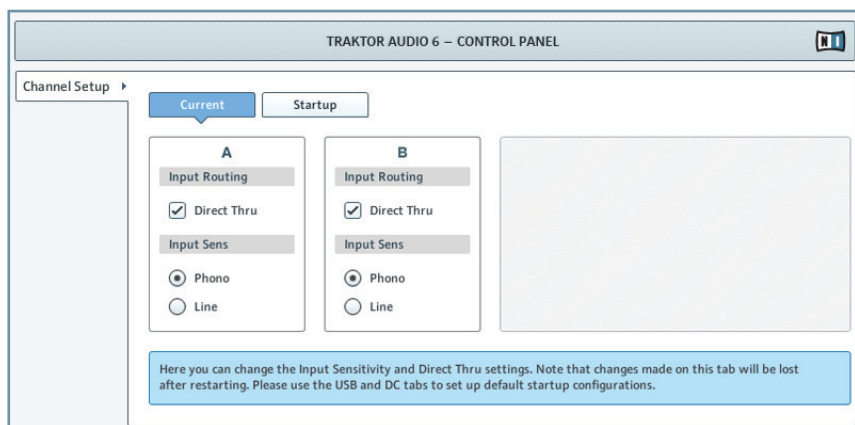 TRAKTOR AUDIO 6 – CONTROL PANEL
NI
Channel Setup
Current
Startup
A
Input Routing
Direct Thru
Input Sens
Phono
Line
B
Input Routing
Direct Thru
Input Sens
Phono
Line
Here you can change the Input Sensitivity and Direct Thru settings. Note that changes made on this tab will be lost
after restarting. Please use the USB and DC tabs to set up default startup configurations.